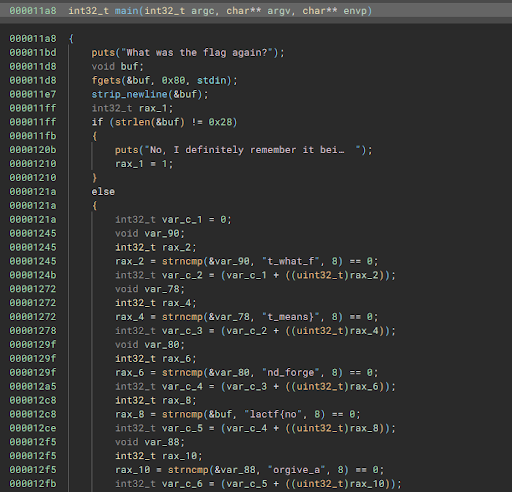 000011a8 int32_t main(int32_t argc, char** argv, char** envp)
000011a8 {
000011bd puts("What was the flag again?");
000011d8 void buf;
000011d8 fgets(&buf, 0x80, stdin);
000011e7 strip_newline(&buf);
000011ff int32_t rax_1;
000011ff if (strlen(&buf) != 0x28)
000011fb {
0000120b puts("No, I definitely remember it bei… ");
00001210 rax_1 = 1;
00001210 }
0000121a else
0000121a {
0000121a int32_t var_c_1 = 0;
00001245 void var_90;
00001245 int32_t rax_2;
00001245 rax_2 = strncmp(&var_90, "t_what_f", 8) == 0;
0000124b int32_t var_c_2 = (var_c_1 + ((uint32_t)rax_2));
00001272 void var_78;
00001272 int32_t rax_4;
00001272 rax_4 = strncmp(&var_78, "t_means}", 8) == 0;
00001278 int32_t var_c_3 = (var_c_2 + ((uint32_t)rax_4));
0000129f void var_80;
0000129f int32_t rax_6;
0000129f rax_6 = strncmp(&var_80, "nd_forge", 8) == 0;
000012a5 int32_t var_c_4 = (var_c_3 + ((uint32_t)rax_6));
000012c8 int32_t rax_8;
000012c8 rax_8 = strncmp(&buf, "lactf{no", 8) == 0;
000012ce int32_t var_c_5 = (var_c_4 + ((uint32_t)rax_8));
000012f5 void var_88;
000012f5 int32_t rax_10;
000012f5 rax_10 = strncmp(&var_88, "orgive_a", 8) == 0;
000012fb int32_t var_c_6 = (var_c_5 + ((uint32_t)rax_10));